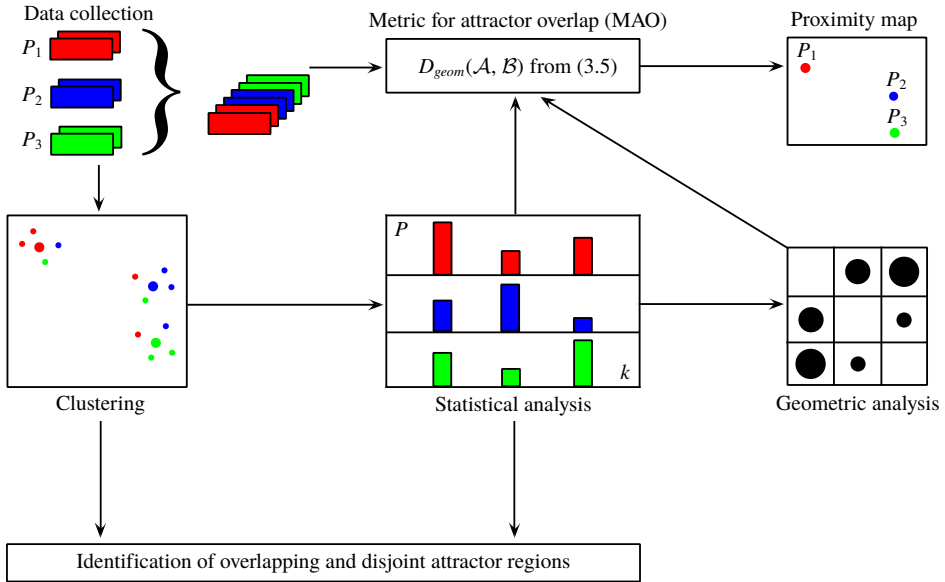 Data collection
Metric for attractor overlap (MAO)
Proximity map
P1
P2
P3
D_geom(𝒜, ℬ) from (3.5)
P1
P2
P3
P
k
Clustering
Statistical analysis
Geometric analysis
Identification of overlapping and disjoint attractor regions